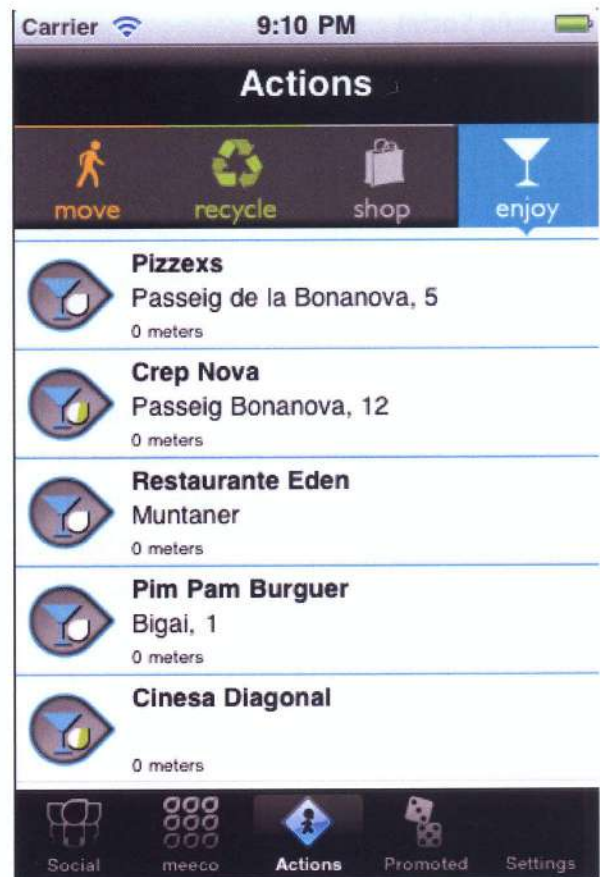 Carrier 9:10 PM
Actions
move recycle shop enjoy
Pizzexs
Passeig de la Bonanova, 5
0 meters
Crep Nova
Passeig Bonanova, 12
0 meters
Restaurante Eden
Muntaner
0 meters
Pim Pam Burguer
Bigai, 1
0 meters
Cinesa Diagonal
0 meters
Social meeco Actions Promoted Settings